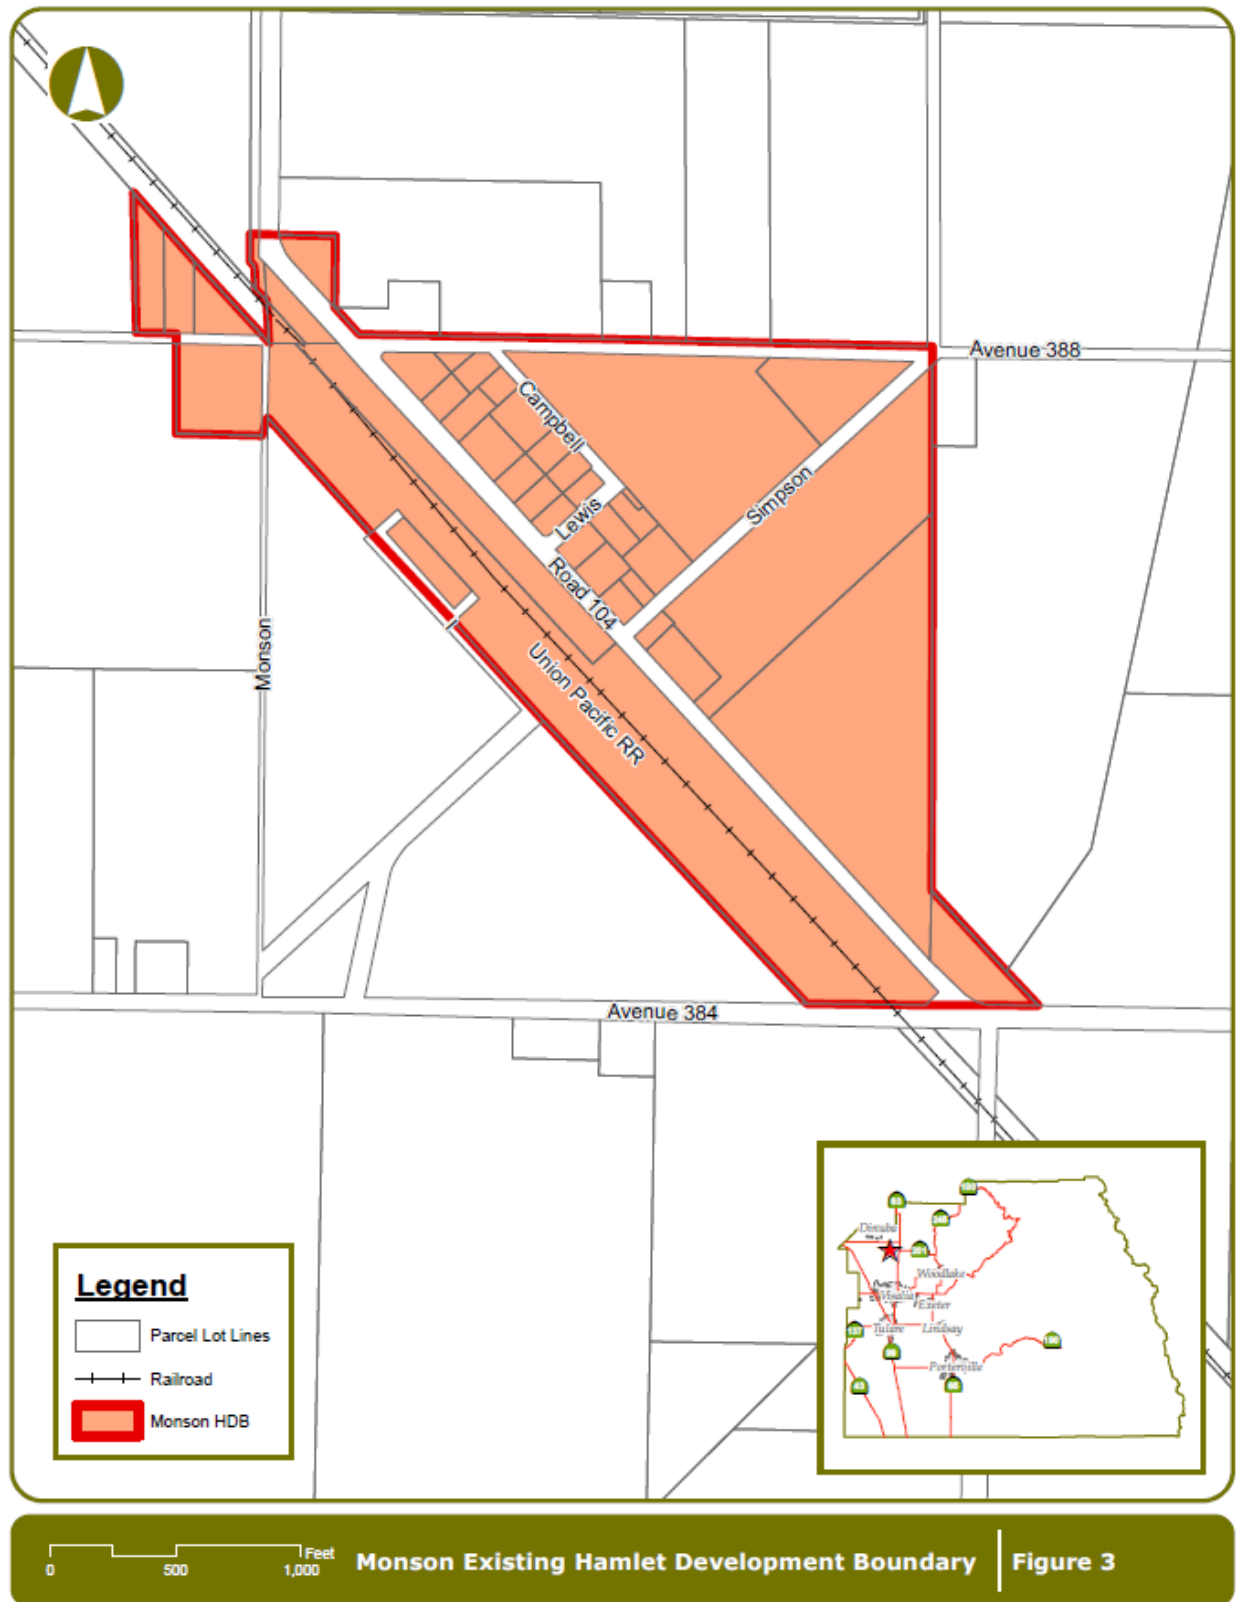 Avenue 388
Campbell
Simpson
Lewis
Road 104
Monson
Union Pacific RR
Avenue 384
Dinuba
Woodlake
Visalia
Exeter
Tulare
Lindsay
Porterville
Legend
Parcel Lot Lines
Railroad
Monson HDB
Feet
0 500 1,000
Monson Existing Hamlet Development Boundary
Figure 3